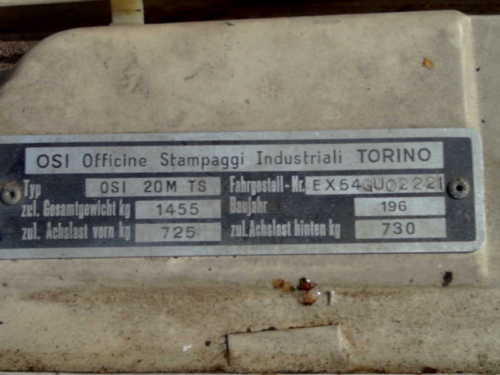 OSI Officine Stampaggi Industriali TORINO
Typ OSI 20M TS Fahrgestell-Nr. EX54GU02221
zul. Gesamtgewicht kg 1455 Baujahr 196
zul. Achslast vorn kg 725 zul. Achslast hinten kg 730